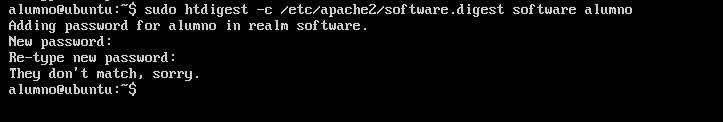 alumno@ubuntu:~$ sudo htdigest -c /etc/apache2/software.digest software alumno
Adding password for alumno in realm software.
New password:
Re-type new password:
They don't match, sorry.
alumno@ubuntu:~$